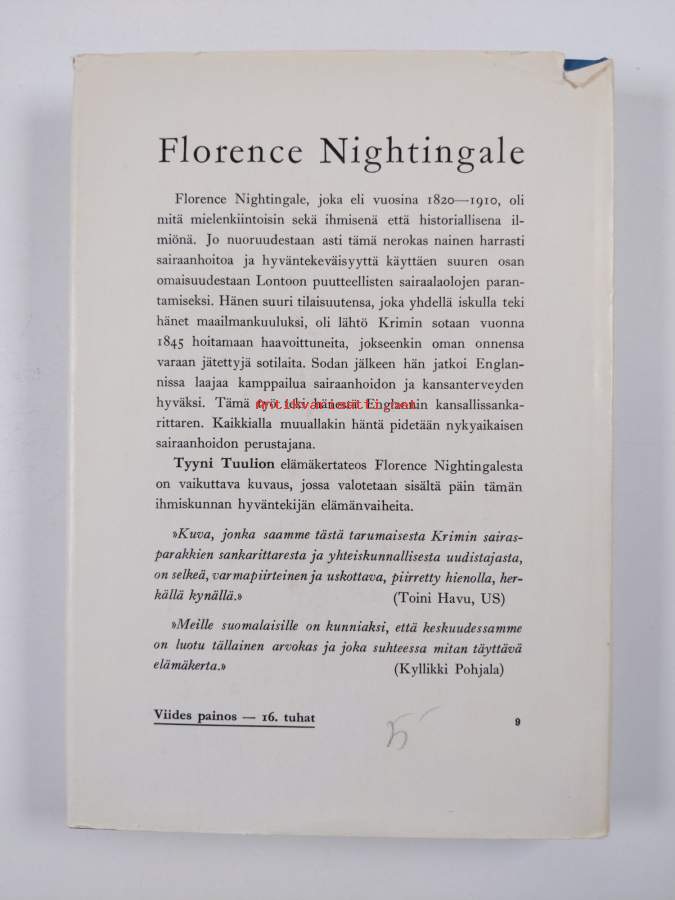 Florence Nightingale
Florence Nightingale, joka eli vuosina 1820—1910, oli
mitä mielenkiintoisin sekä ihmisenä että historiallisena il-
miönä. Jo nuoruudestaan asti tämä nerokas nainen harrasti
sairaanhoitoa ja hyväntekeväisyyttä käyttäen suuren osan
omaisuudestaan Lontoon puutteellisten sairaalaolojen paran-
tamiseksi. Hänen suuri tilaisuutensa, joka yhdellä iskulla teki
hänet maailmankuuluksi, oli lähtö Krimin sotaan vuonna
1845 hoitamaan haavoittuneita, jokseenkin oman onnensa
varaan jätettyjä sotilaita. Sodan jälkeen hän jatkoi Englan-
nissa laajaa kamppailua sairaanhoidon ja kansanterveyden
hyväksi. Tämä työ teki hänestä Englannin kansallissanka-
rittaren. Kaikkialla muuallakin häntä pidetään nykyaikaisen
sairaanhoidon perustajana.
Tyyni Tuulion elämäkertateos Florence Nightingalesta
on vaikuttava kuvaus, jossa valotetaan sisältä päin tämän
ihmiskunnan hyväntekijän elämänvaiheita.
»Kuva, jonka saamme tästä tarumaisesta Krimin sairas-
parakkien sankarittaresta ja yhteiskunnallisesta uudistajasta,
on selkeä, varmapiirteinen ja uskottava, piirretty hienolla, her-
källä kynällä.» (Toini Havu, US)
»Meille suomalaisille on kunniaksi, että keskuudessamme
on luotu tällainen arvokas ja joka suhteessa mitan täyttävä
elämäkerta.» (Kyllikki Pohjala)
Viides painos — 16. tuhat 9